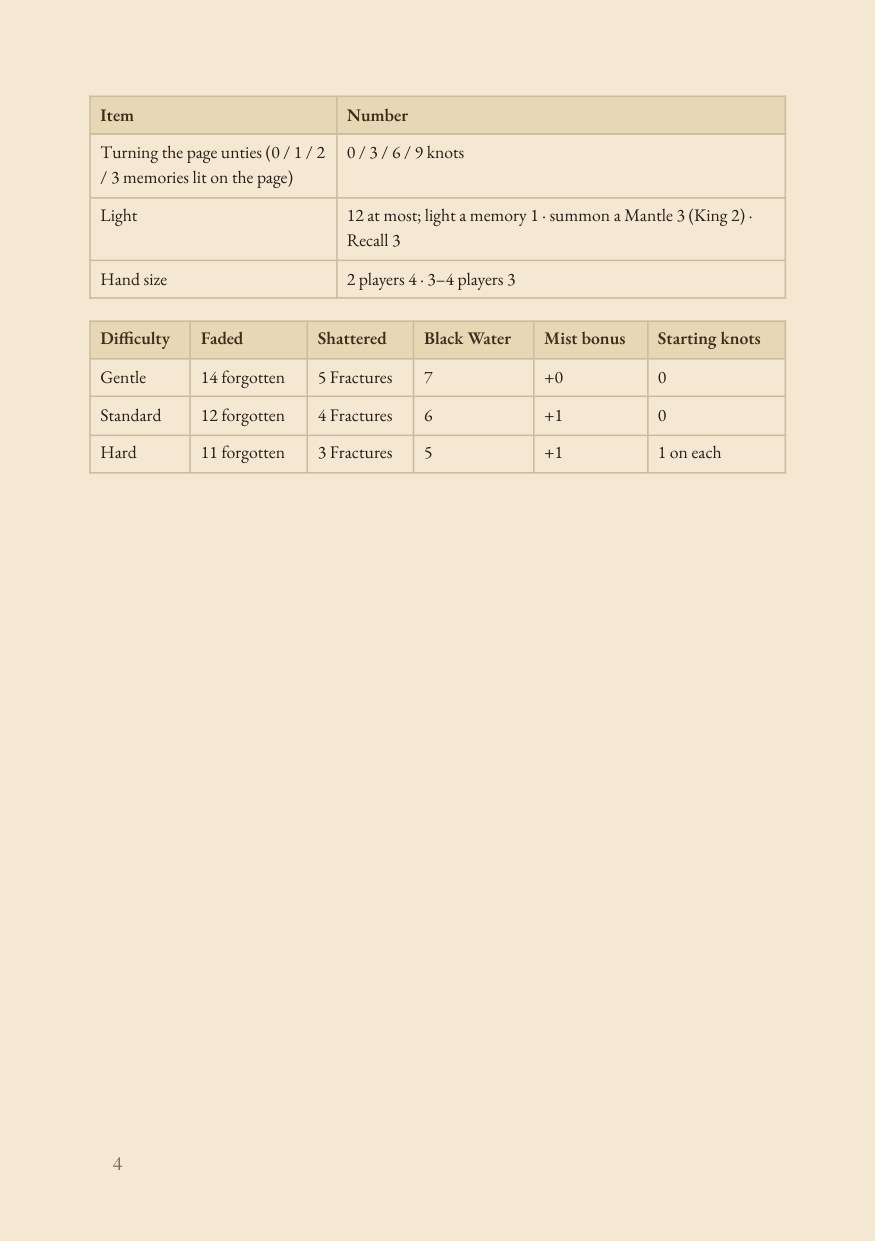 Item Number
Turning the page unties (0 / 1 / 2 0 / 3 / 6 / 9 knots
/ 3 memories lit on the page)
Light 12 at most; light a memory 1 · summon a Mantle 3 (King 2) ·
Recall 3
Hand size 2 players 4 · 3–4 players 3
Difficulty Faded Shattered Black Water Mist bonus Starting knots
Gentle 14 forgotten 5 Fractures 7 +0 0
Standard 12 forgotten 4 Fractures 6 +1 0
Hard 11 forgotten 3 Fractures 5 +1 1 on each
4